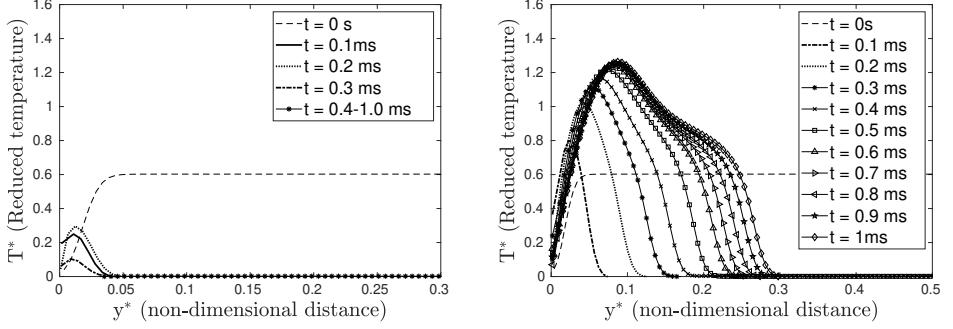 1.6
1.4
1.2
1
0.8
0.6
0.4
0.2
0
T* (Reduced temperature)
0 0.05 0.1 0.15 0.2 0.25 0.3
y* (non-dimensional distance)
t = 0 s
t = 0.1ms
t = 0.2 ms
t = 0.3 ms
t = 0.4-1.0 ms
1.6
1.4
1.2
1
0.8
0.6
0.4
0.2
0
T* (Reduced temperature)
0 0.1 0.2 0.3 0.4 0.5
y* (non-dimensional distance)
t = 0s
t = 0.1 ms
t = 0.2 ms
t = 0.3 ms
t = 0.4 ms
t = 0.5 ms
t = 0.6 ms
t = 0.7 ms
t = 0.8 ms
t = 0.9 ms
t = 1ms